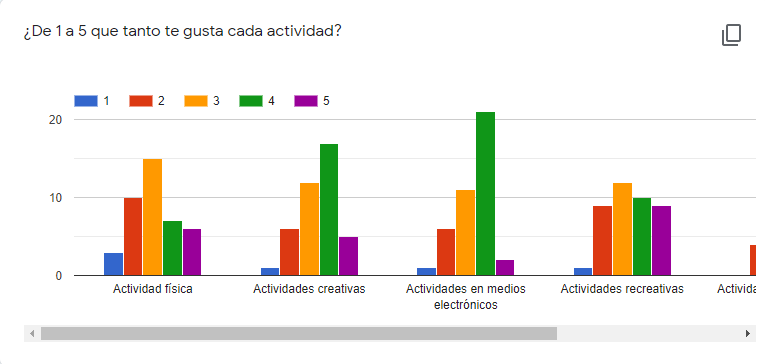 ¿De 1 a 5 que tanto te gusta cada actividad?
1 2 3 4 5
20
10
0
Actividad física Actividades creativas Actividades en medios electrónicos Actividades recreativas Activida